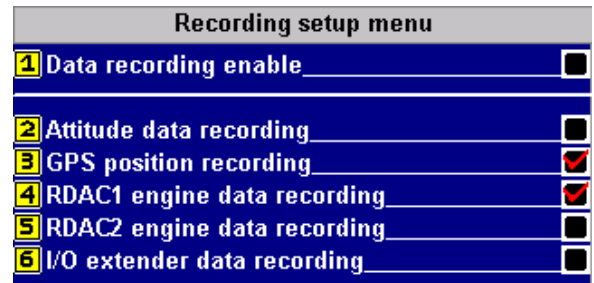 Recording setup menu
1 Data recording enable
2 Attitude data recording
3 GPS position recording
4 RDAC1 engine data recording
5 RDAC2 engine data recording
6 I/O extender data recording